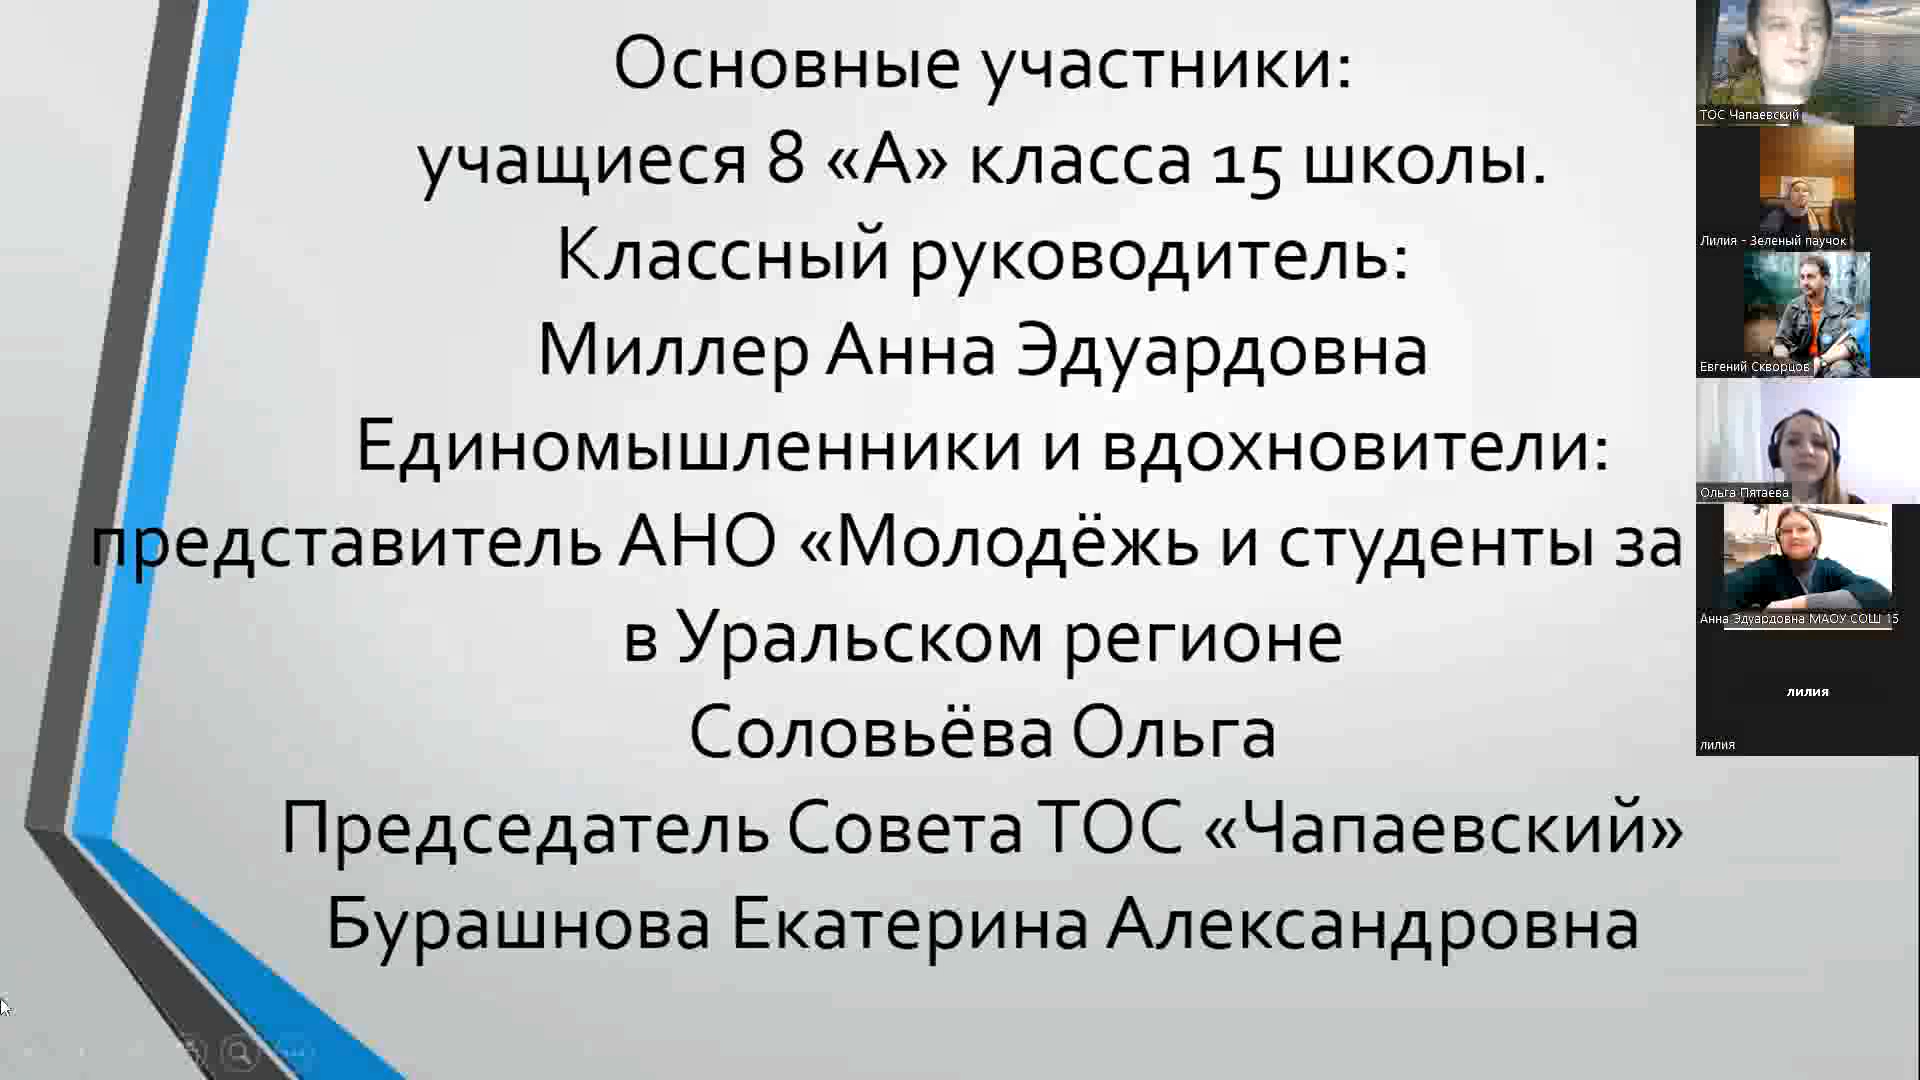 Основные участники:
учащиеся 8 «А» класса 15 школы.
Классный руководитель:
Миллер Анна Эдуардовна
Единомышленники и вдохновители:
представитель АНО «Молодёжь и студенты за
в Уральском регионе
Соловьёва Ольга
Председатель Совета ТОС «Чапаевский»
Бурашнова Екатерина Александровна
ТОС Чапаевский
Лилия - Зеленый паучок
Евгений Скворцов
Ольга Пятаева
Анна Эдуардовна МАОУ СОШ 15
лилия
лилия